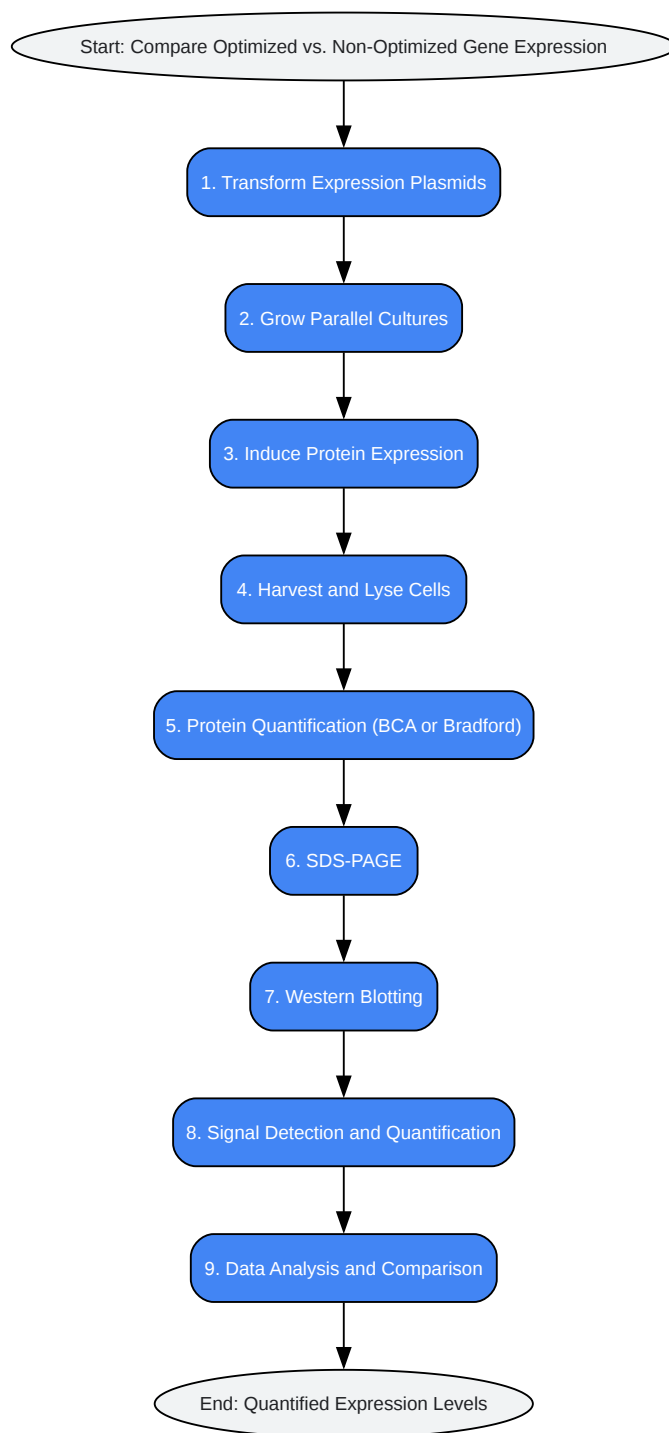 Start: Compare Optimized vs. Non-Optimized Gene Expression
1. Transform Expression Plasmids
2. Grow Parallel Cultures
3. Induce Protein Expression
4. Harvest and Lyse Cells
5. Protein Quantification (BCA or Bradford)
6. SDS-PAGE
7. Western Blotting
8. Signal Detection and Quantification
9. Data Analysis and Comparison
End: Quantified Expression Levels